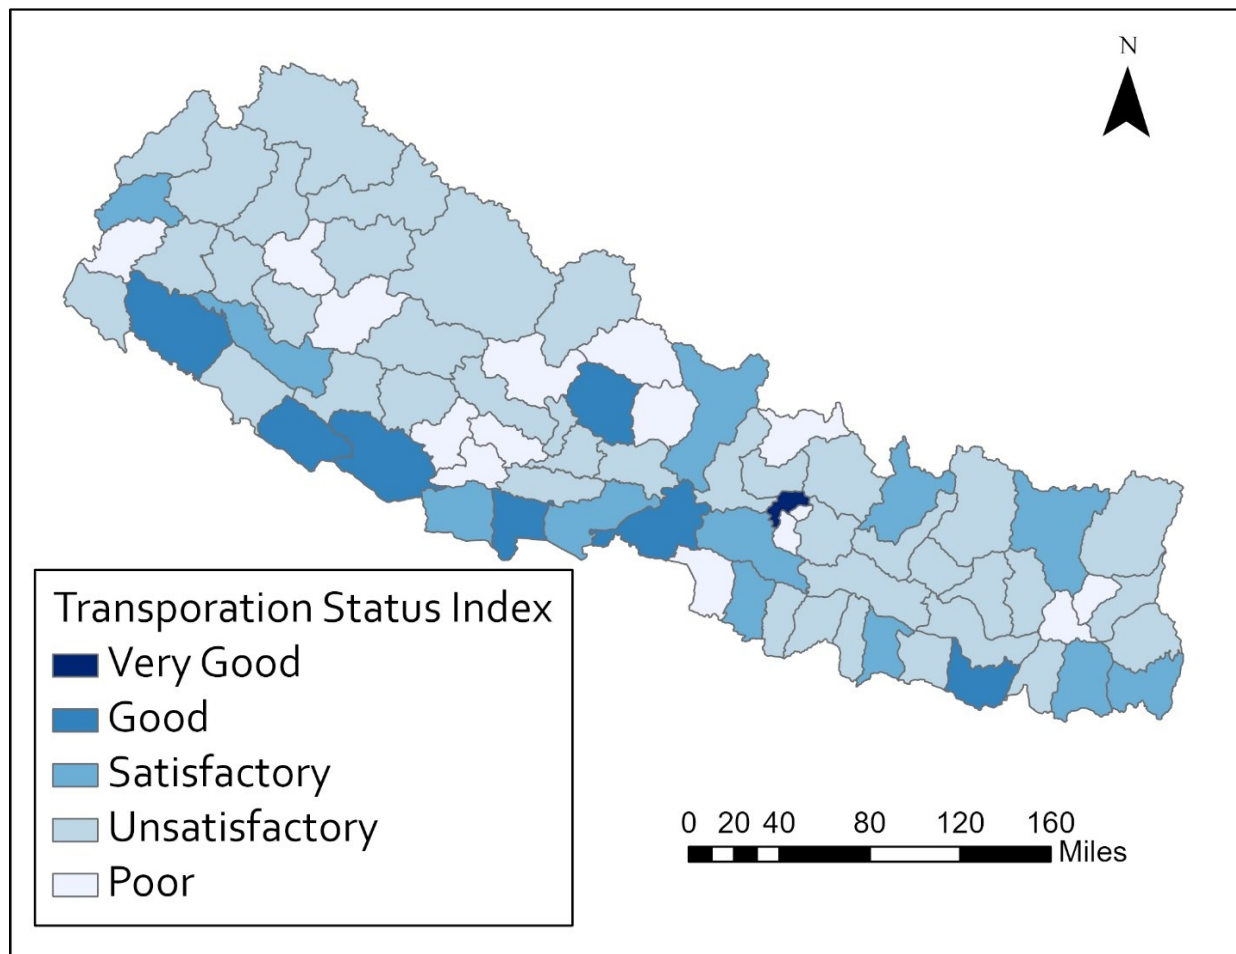 N
Transporation Status Index
Very Good
Good
Satisfactory
Unsatisfactory
Poor
0 20 40 80 120 160
Miles